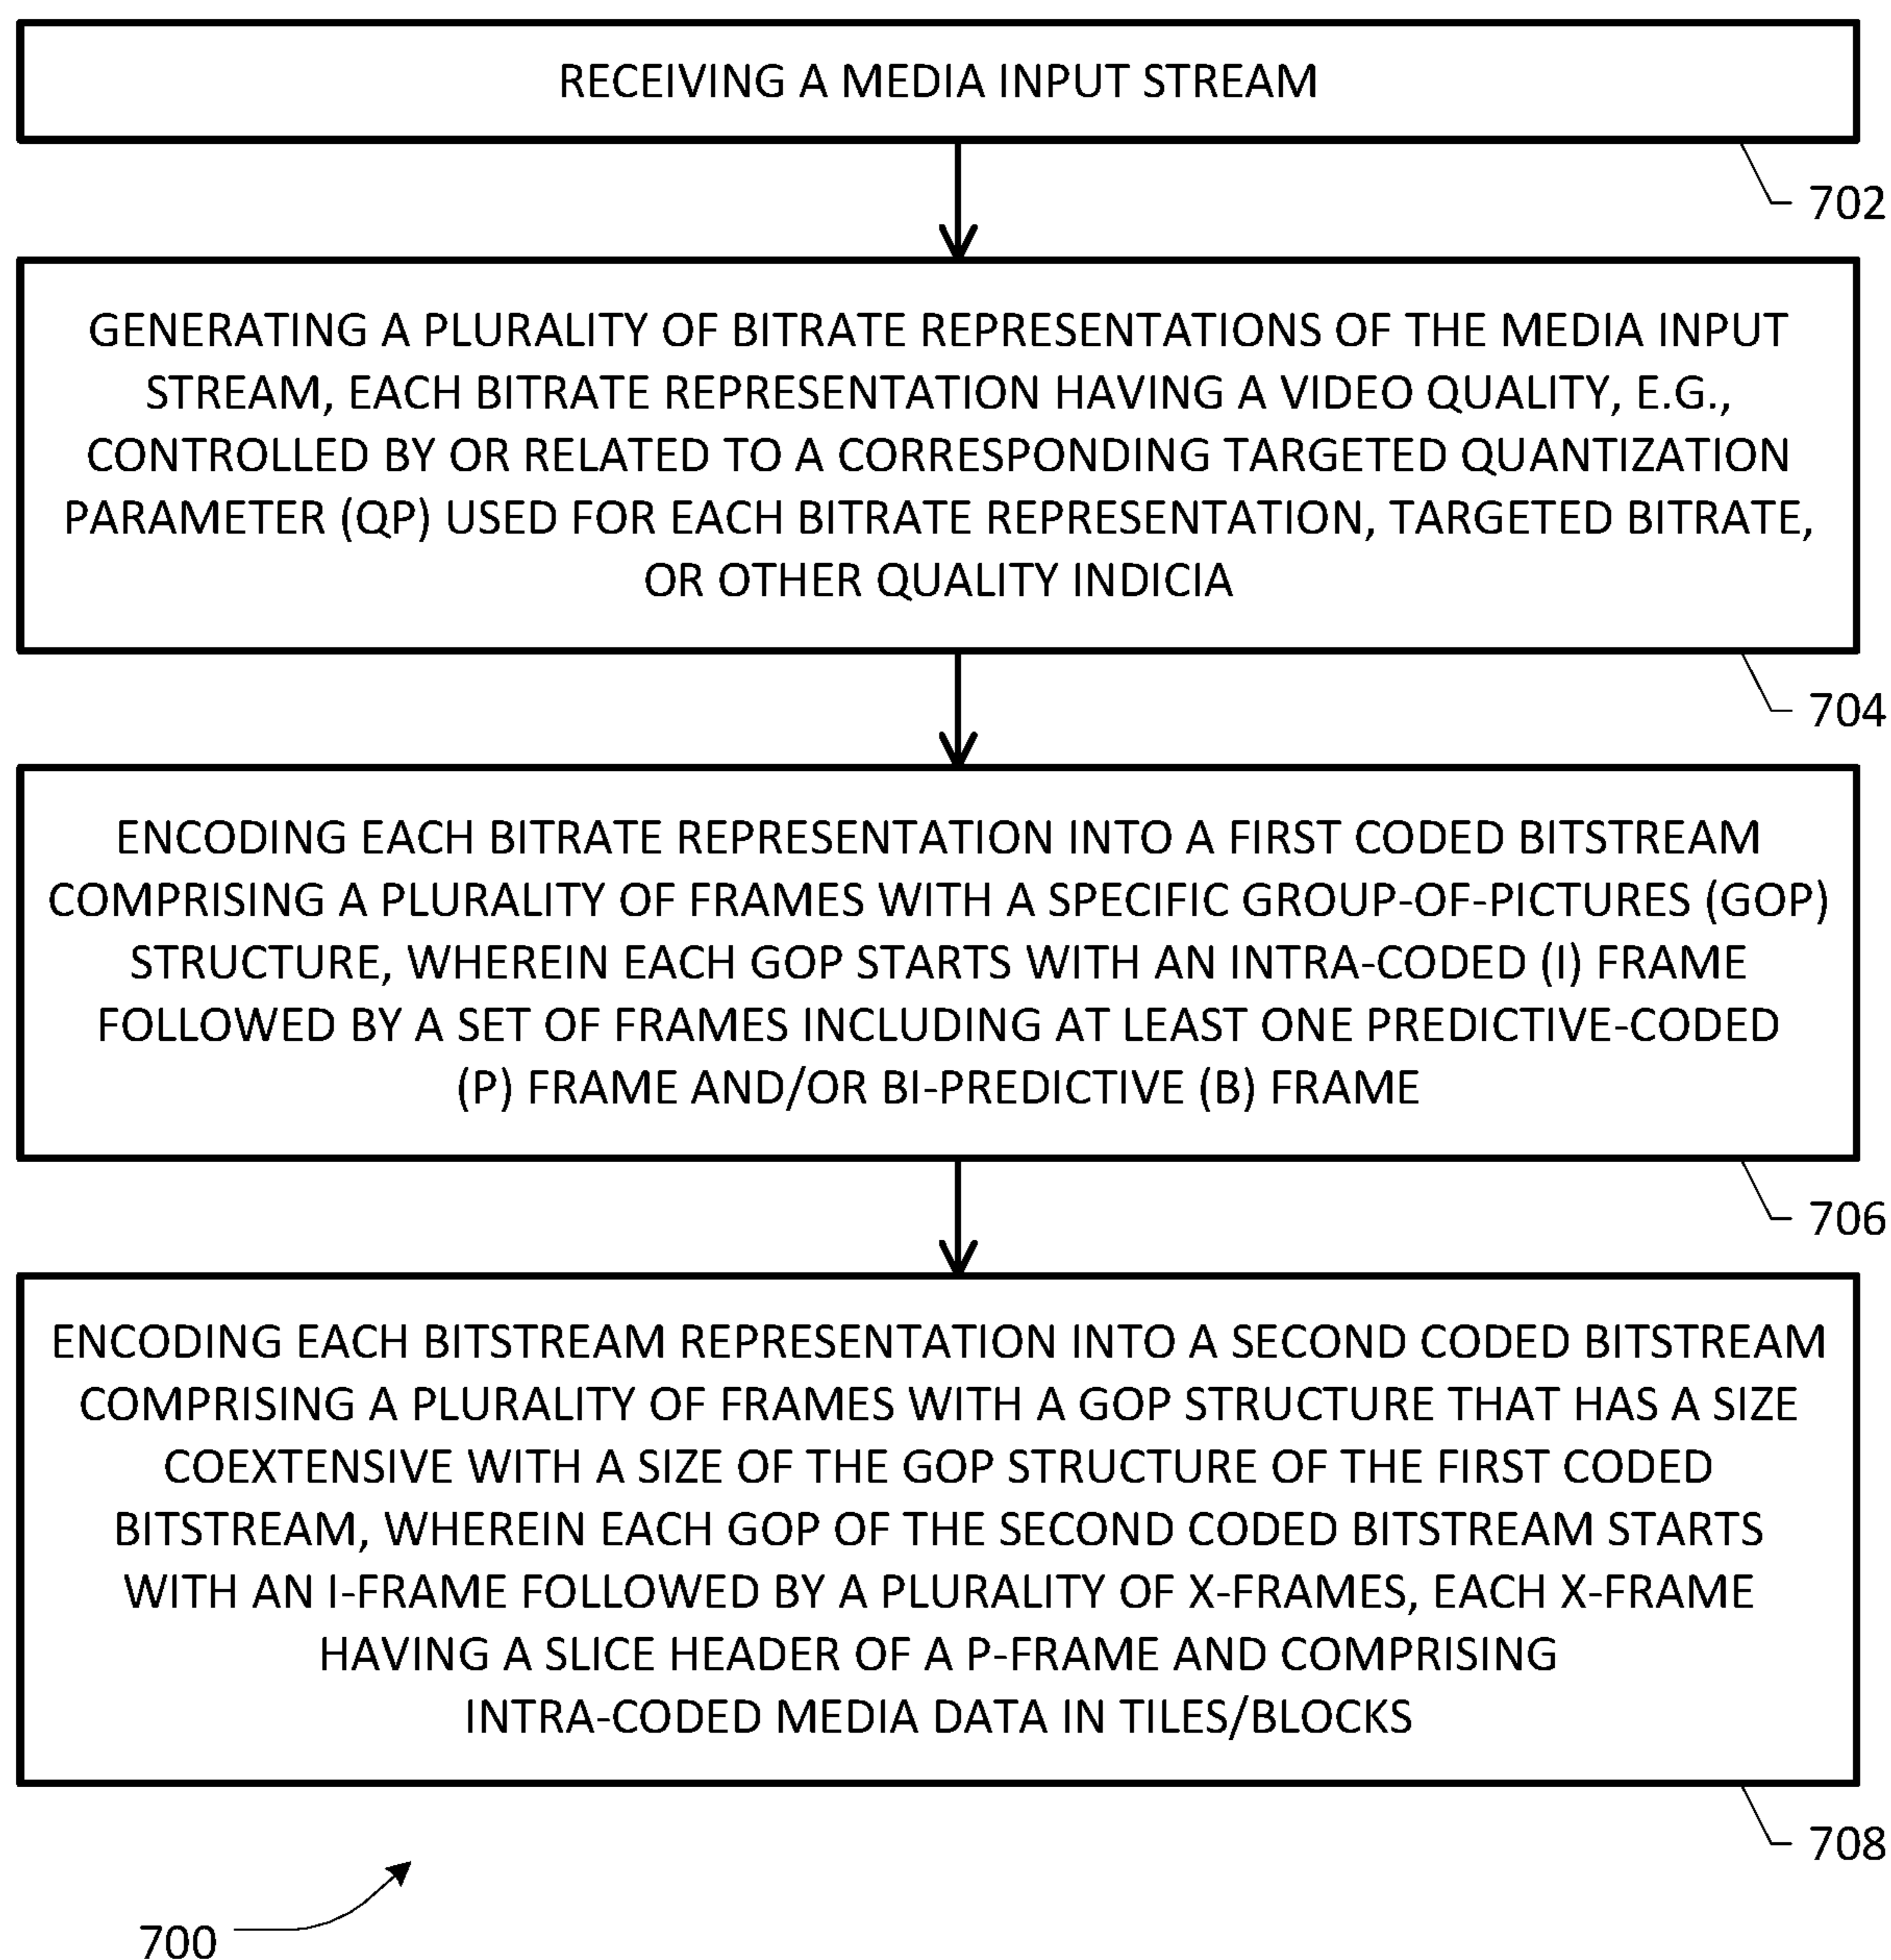 RECEIVING A MEDIA INPUT STREAM
702
GENERATING A PLURALITY OF BITRATE REPRESENTATIONS OF THE MEDIA INPUT
STREAM, EACH BITRATE REPRESENTATION HAVING A VIDEO QUALITY, E.G.,
CONTROLLED BY OR RELATED TO A CORRESPONDING TARGETED QUANTIZATION
PARAMETER (QP) USED FOR EACH BITRATE REPRESENTATION, TARGETED BITRATE,
OR OTHER QUALITY INDICIA
704
ENCODING EACH BITRATE REPRESENTATION INTO A FIRST CODED BITSTREAM
COMPRISING A PLURALITY OF FRAMES WITH A SPECIFIC GROUP-OF-PICTURES (GOP)
STRUCTURE, WHEREIN EACH GOP STARTS WITH AN INTRA-CODED (I) FRAME
FOLLOWED BY A SET OF FRAMES INCLUDING AT LEAST ONE PREDICTIVE-CODED
(P) FRAME AND/OR BI-PREDICTIVE (B) FRAME
706
ENCODING EACH BITSTREAM REPRESENTATION INTO A SECOND CODED BITSTREAM
COMPRISING A PLURALITY OF FRAMES WITH A GOP STRUCTURE THAT HAS A SIZE
COEXTENSIVE WITH A SIZE OF THE GOP STRUCTURE OF THE FIRST CODED
BITSTREAM, WHEREIN EACH GOP OF THE SECOND CODED BITSTREAM STARTS
WITH AN I-FRAME FOLLOWED BY A PLURALITY OF X-FRAMES, EACH X-FRAME
HAVING A SLICE HEADER OF A P-FRAME AND COMPRISING
INTRA-CODED MEDIA DATA IN TILES/BLOCKS
708
700